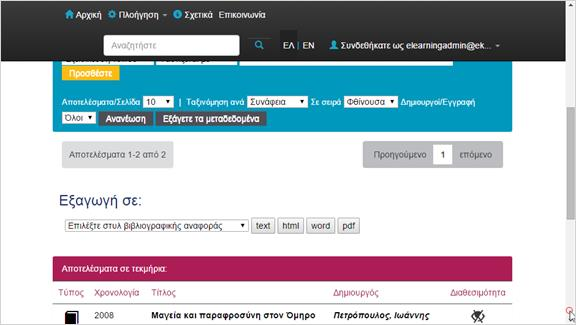 Αρχική Πλοήγηση Σχετικά Επικοινωνία
Αναζητήστε ΕΛ | EN Συνδεθήκατε ως elearningadmin@ek...
Προσθέστε
Αποτελέσματα/Σελίδα 10 | Ταξινόμηση ανά Συνάφεια Σε σειρά Φθίνουσα Δημιουργοί/Εγγραφή
Όλοι Ανανέωση Εξάγετε τα μεταδεδομένα
Αποτελέσματα 1-2 από 2 Προηγούμενο 1 επόμενο
Εξαγωγή σε:
Επιλέξτε στυλ βιβλιογραφικής αναφοράς text html word pdf
Αποτελέσματα σε τεκμήρια:
Τύπος Χρονολογία Τίτλος Δημιουργός Διαθεσιμότητα
2008 Μαγεία και παραφροσύνη στον Όμηρο Πετρόπουλος, Ιωάννης